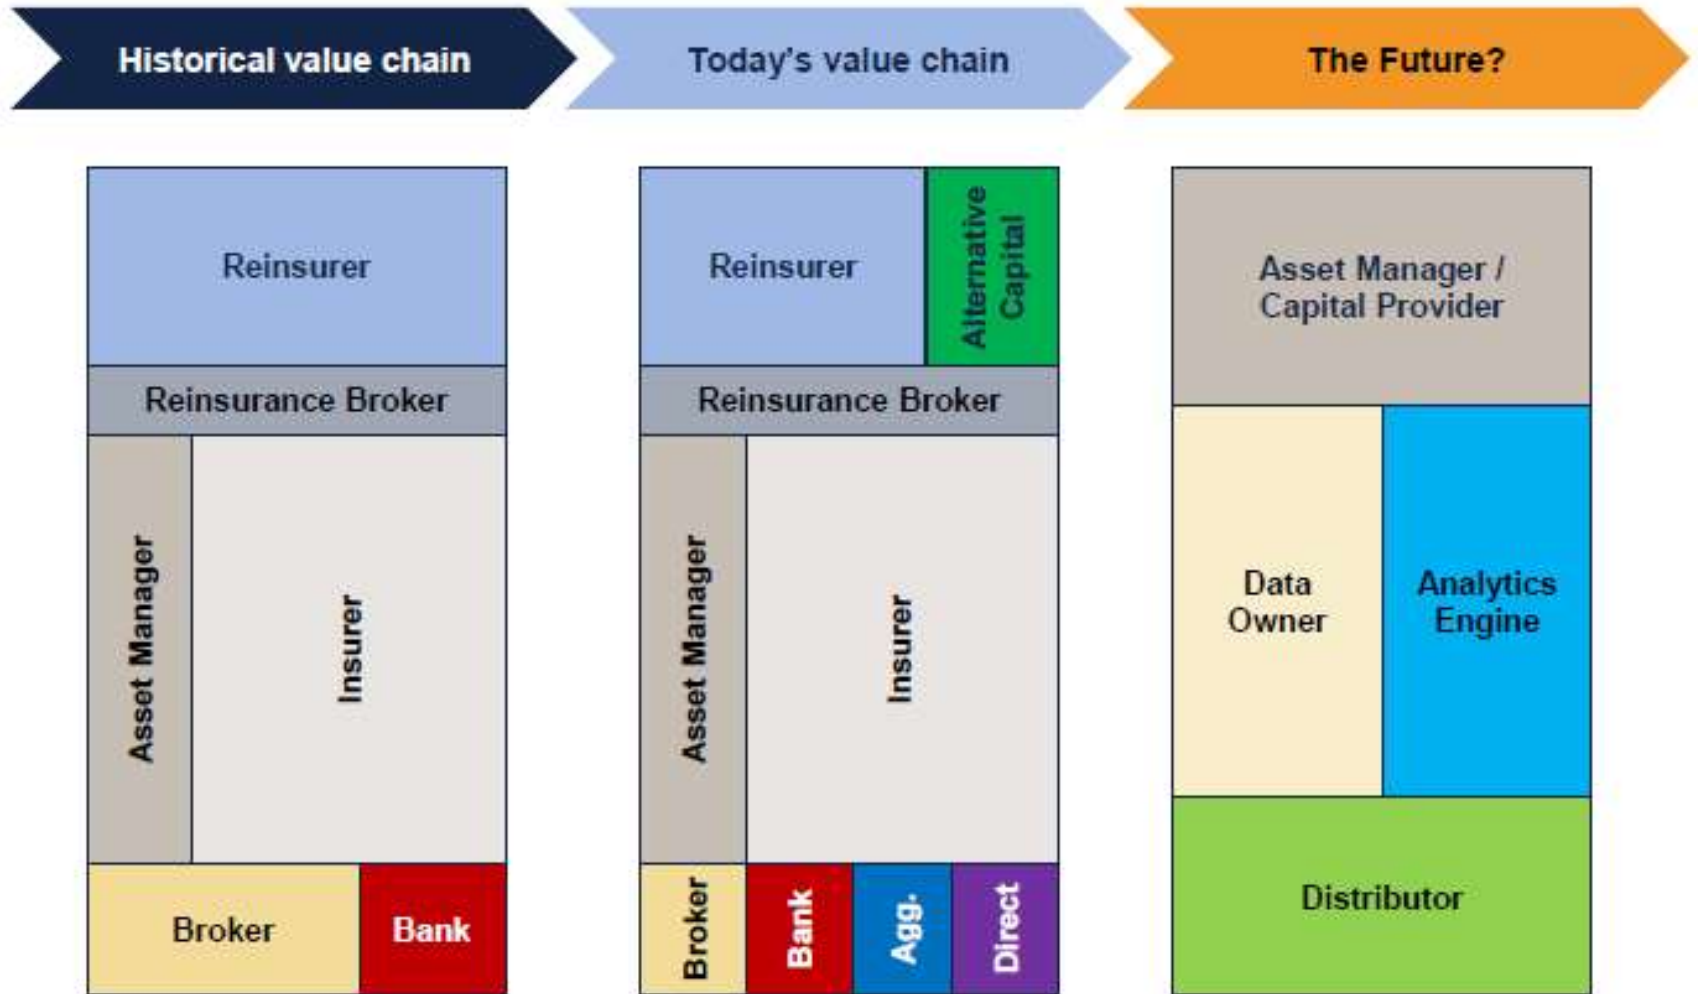 Historical value chain
Today's value chain
The Future?
Reinsurer
Reinsurance Broker
Asset Manager
Insurer
Broker
Bank
Reinsurer
Alternative
Capital
Reinsurance Broker
Asset Manager
Insurer
Broker
Bank
Agg.
Direct
Asset Manager /
Capital Provider
Data
Owner
Analytics
Engine
Distributor